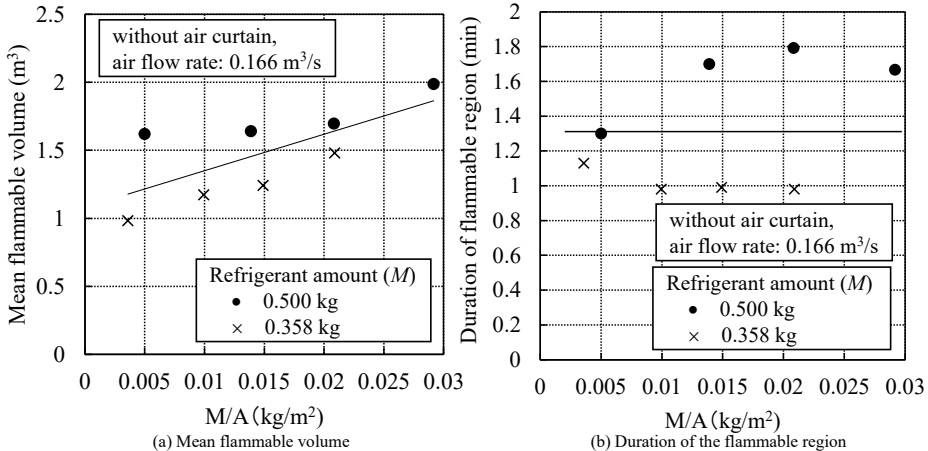 2.5
2
1.5
1
0.5
0
Mean flammable volume (m³)
without air curtain,
air flow rate: 0.166 m³/s
Refrigerant amount (M)
0.500 kg
0.358 kg
0 0.005 0.01 0.015 0.02 0.025 0.03
M/A（kg/m²）
(a) Mean flammable volume
2
1.8
1.6
1.4
1.2
1
0.8
0.6
0.4
0.2
0
Duration of flammable region (min)
without air curtain,
air flow rate: 0.166 m³/s
Refrigerant amount (M)
0.500 kg
0.358 kg
0 0.005 0.01 0.015 0.02 0.025 0.03
M/A（kg/m²）
(b) Duration of the flammable region